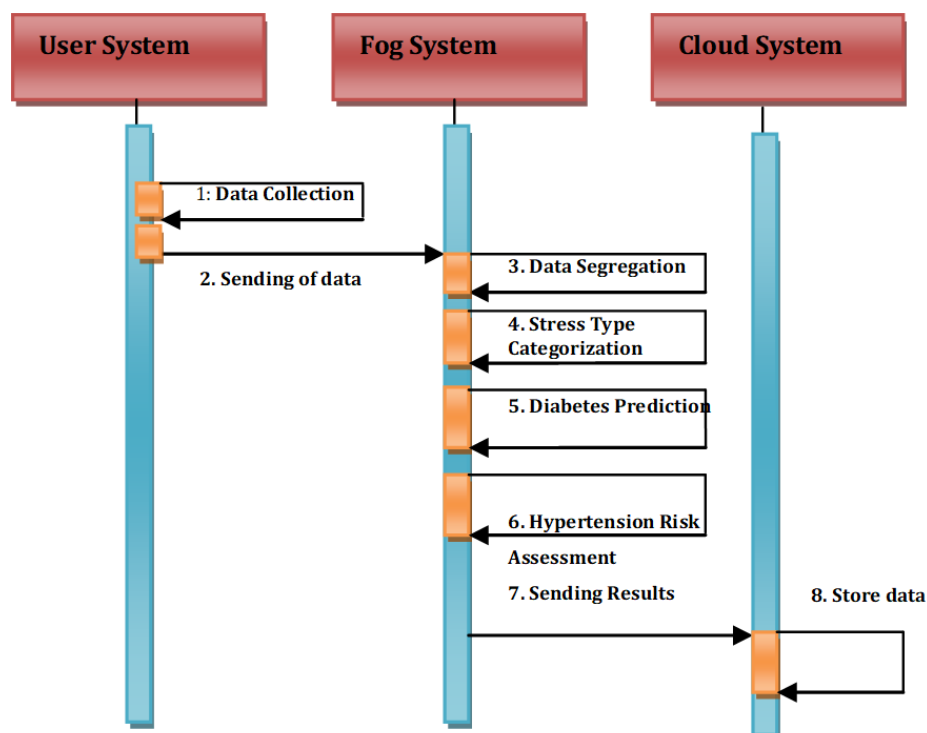 User System
Fog System
Cloud System
1: Data Collection
2. Sending of data
3. Data Segregation
4. Stress Type
Categorization
5. Diabetes Prediction
6. Hypertension Risk
Assessment
7. Sending Results
8. Store data